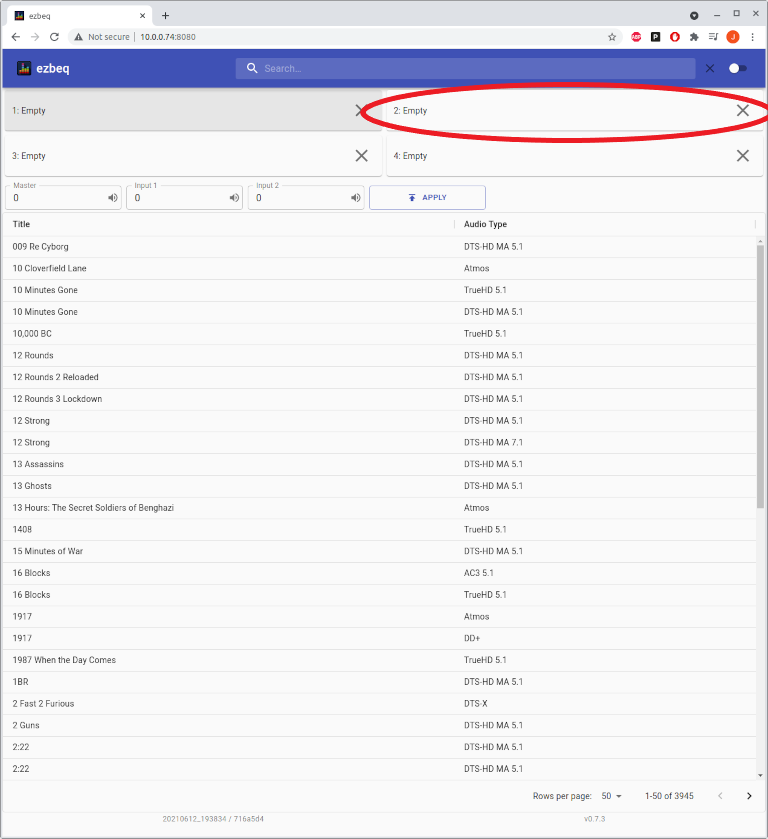 ezbeq
Not secure 10.0.0.74:8080
ABP P J
ezbeq Search...
1: Empty 2: Empty
3: Empty 4: Empty
Master Input 1 Input 2
0 0 0 APPLY
Title Audio Type
009 Re Cyborg DTS-HD MA 5.1
10 Cloverfield Lane Atmos
10 Minutes Gone TrueHD 5.1
10 Minutes Gone DTS-HD MA 5.1
10,000 BC TrueHD 5.1
12 Rounds DTS-HD MA 5.1
12 Rounds 2 Reloaded DTS-HD MA 5.1
12 Rounds 3 Lockdown DTS-HD MA 5.1
12 Strong DTS-HD MA 5.1
12 Strong DTS-HD MA 7.1
13 Assassins DTS-HD MA 5.1
13 Ghosts DTS-HD MA 5.1
13 Hours: The Secret Soldiers of Benghazi Atmos
1408 TrueHD 5.1
15 Minutes of War DTS-HD MA 5.1
16 Blocks AC3 5.1
16 Blocks TrueHD 5.1
1917 Atmos
1917 DD+
1987 When the Day Comes TrueHD 5.1
1BR DTS-HD MA 5.1
2 Fast 2 Furious DTS-X
2 Guns DTS-HD MA 5.1
2:22 DTS-HD MA 5.1
2:22 DTS-HD MA 5.1
Rows per page: 50 1-50 of 3945
20210612_193834 / 716a5d4 v0.7.3